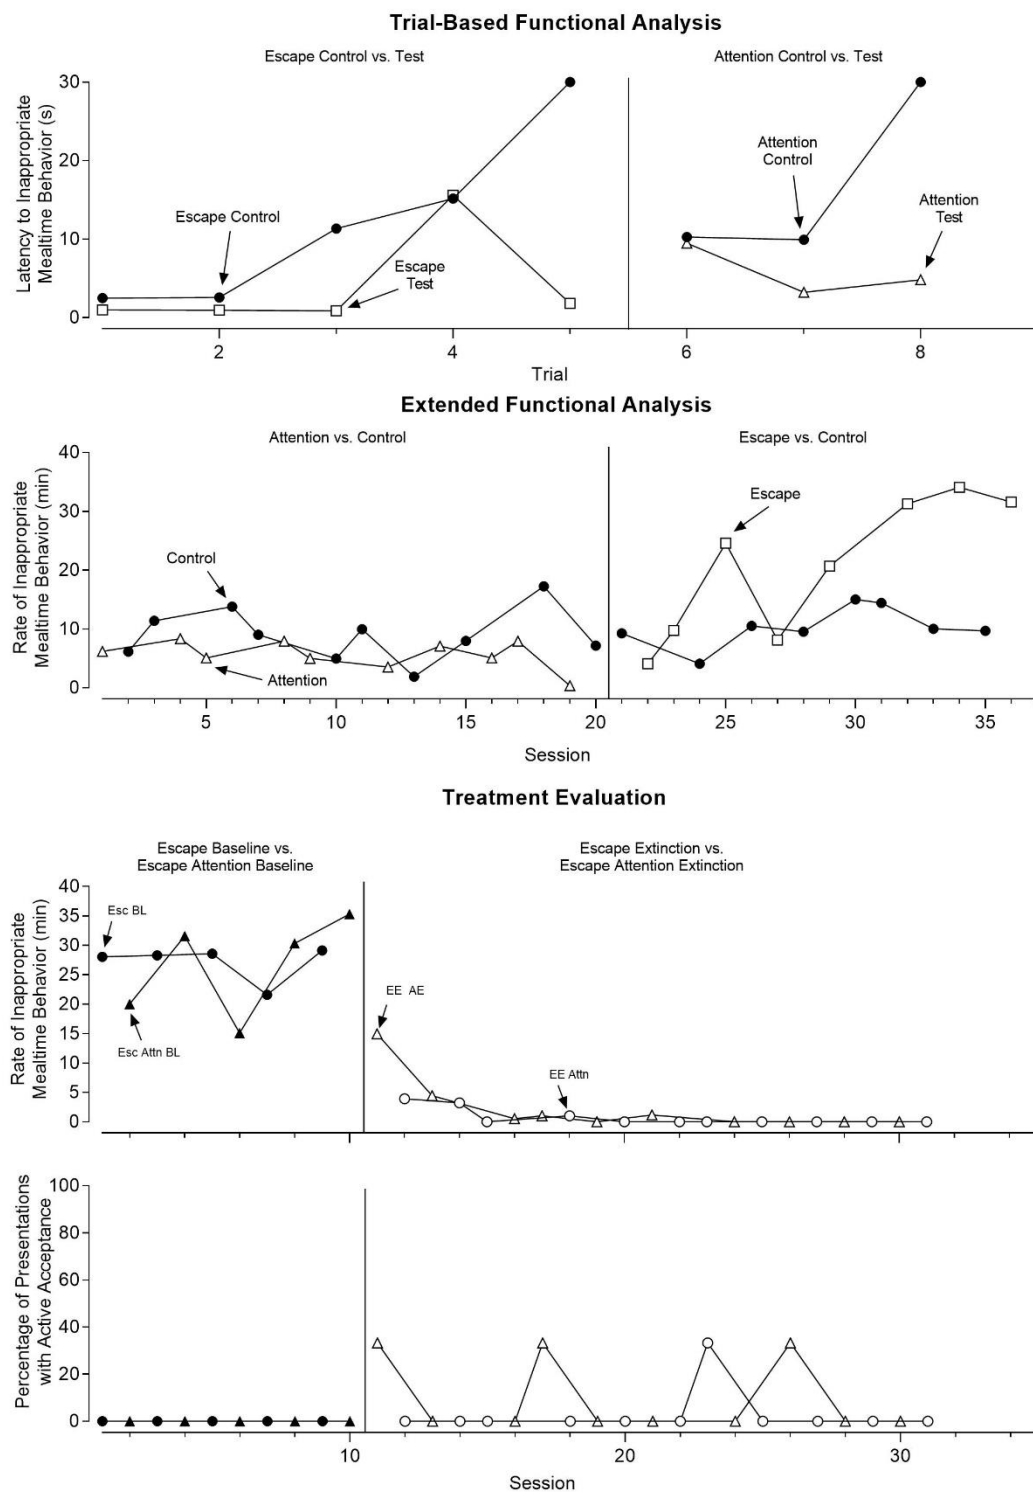 Trial-Based Functional Analysis
Escape Control vs. Test
Attention Control vs. Test
Latency to Inappropriate
Mealtime Behavior (s)
30
20
10
0
Escape Control
Escape
Test
Attention
Control
Attention
Test
2
4
6
8
Trial
Extended Functional Analysis
Attention vs. Control
Escape vs. Control
Rate of Inappropriate
Mealtime Behavior (min)
40
30
20
10
0
Control
Attention
Escape
5
10
15
20
25
30
35
Session
Treatment Evaluation
Escape Baseline vs.
Escape Attention Baseline
Escape Extinction vs.
Escape Attention Extinction
Rate of Inappropriate
Mealtime Behavior (min)
40
35
30
25
20
15
10
5
0
Esc BL
Esc Attn BL
EE AE
EE Attn
10
20
30
Percentage of Presentations
with Active Acceptance
100
80
60
40
20
0
10
20
30
Session